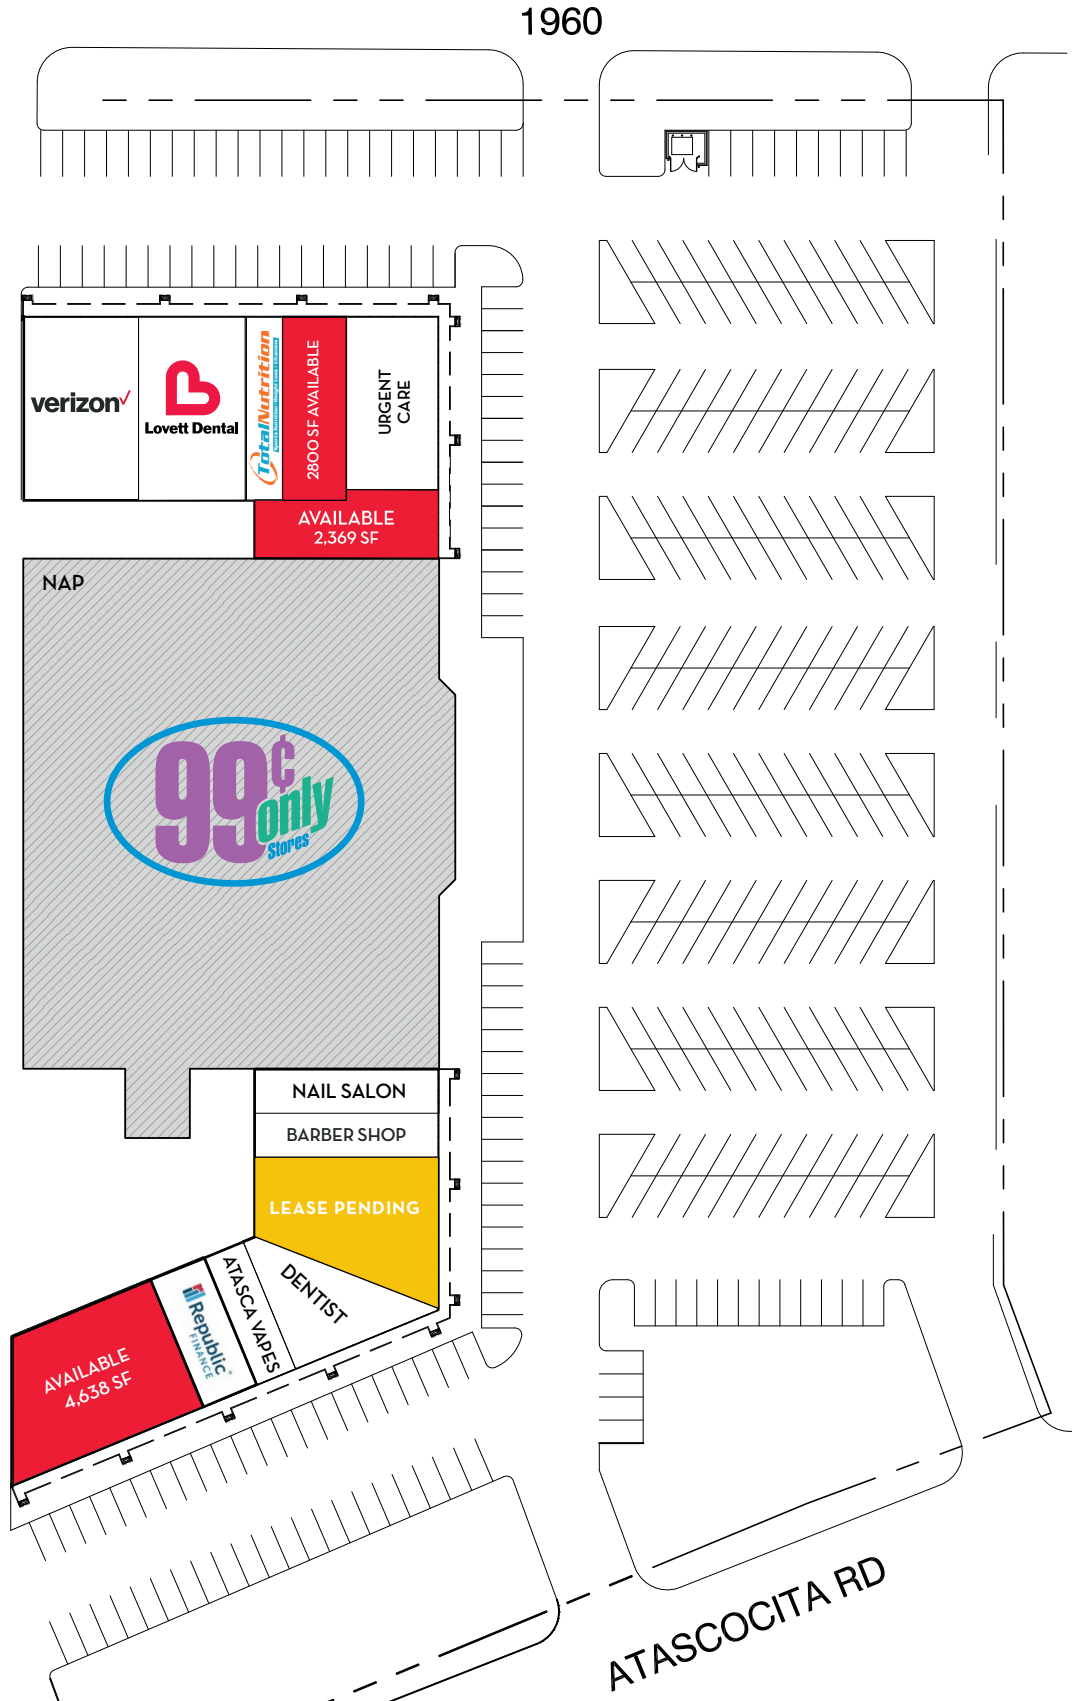 1960
verizon
Lovett Dental
TotalNutrition
2800 SF AVAILABLE
URGENT
CARE
AVAILABLE
2,369 SF
NAP
99¢
only
Stores
NAIL SALON
BARBER SHOP
LEASE PENDING
DENTIST
ATASCA VAPES
Republic
FINANCE
AVAILABLE
4,638 SF
ATASCOCITA RD